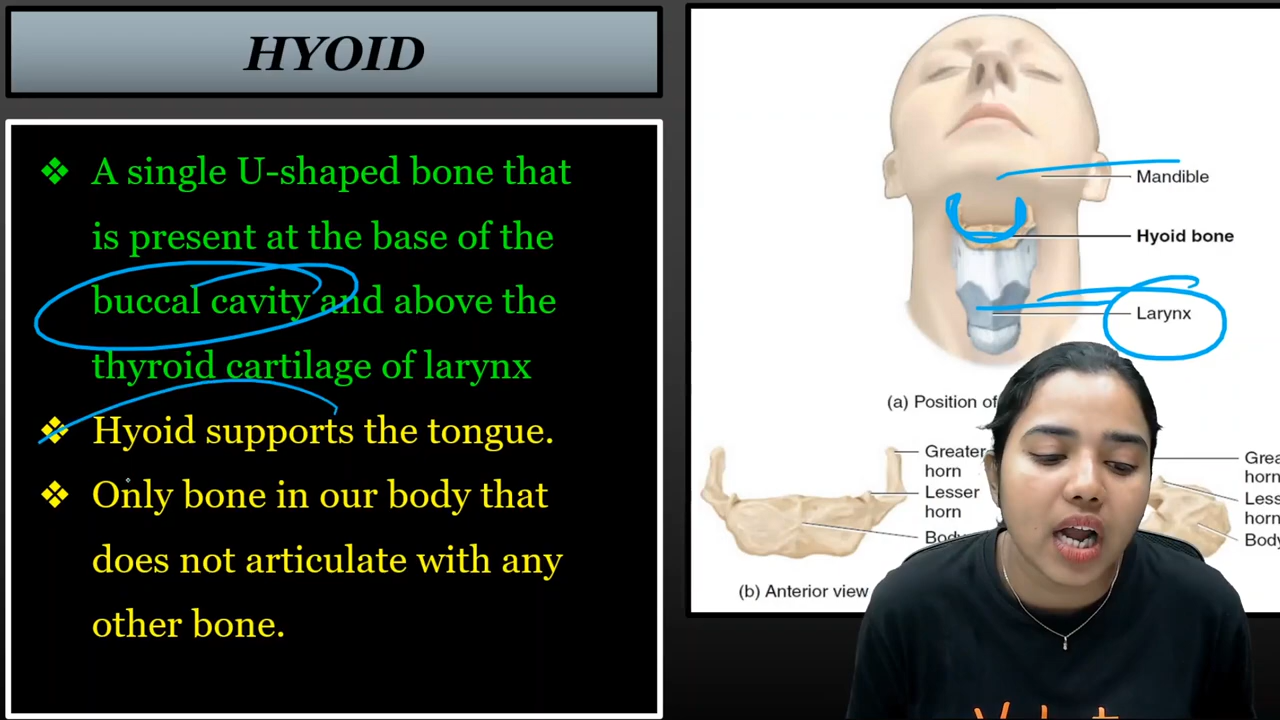 HYOID
❖ A single U-shaped bone that
is present at the base of the
buccal cavity and above the
thyroid cartilage of larynx
❖ Hyoid supports the tongue.
❖ Only bone in our body that
does not articulate with any
other bone.
Mandible
Hyoid bone
Larynx
(a) Position of
Greater
horn
Lesser
horn
Body
(b) Anterior view
horn
horn
Body